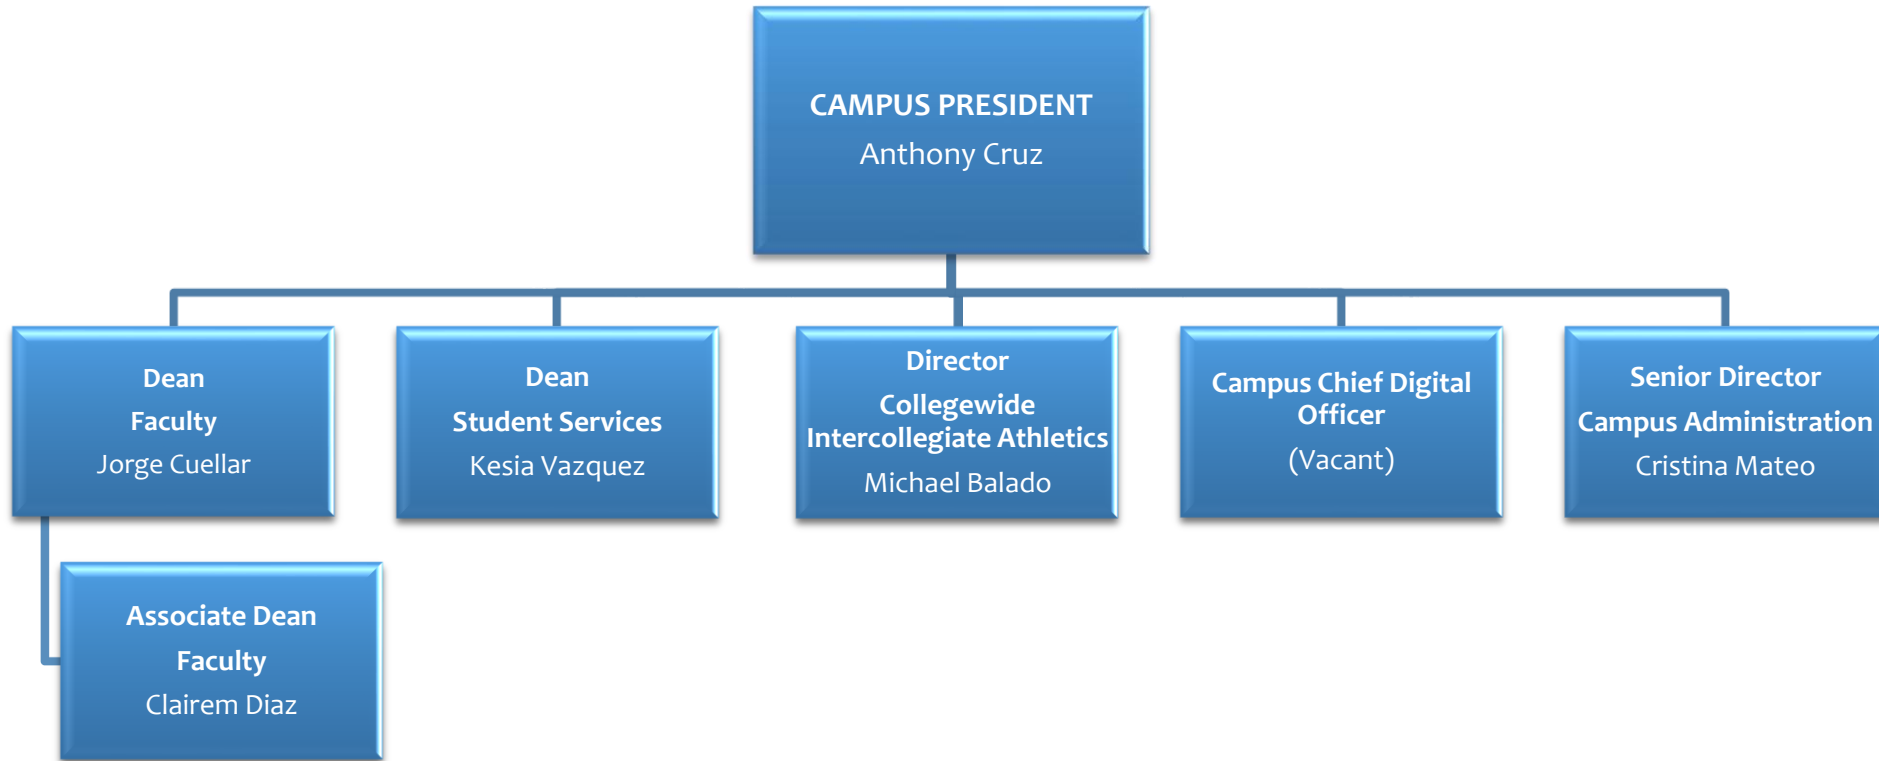 CAMPUS PRESIDENT
Anthony Cruz
Dean
Faculty
Jorge Cuellar
Dean
Student Services
Kesia Vazquez
Director
Collegewide
Intercollegiate Athletics
Michael Balado
Campus Chief Digital
Officer
(Vacant)
Senior Director
Campus Administration
Cristina Mateo
Associate Dean
Faculty
Clairem Diaz